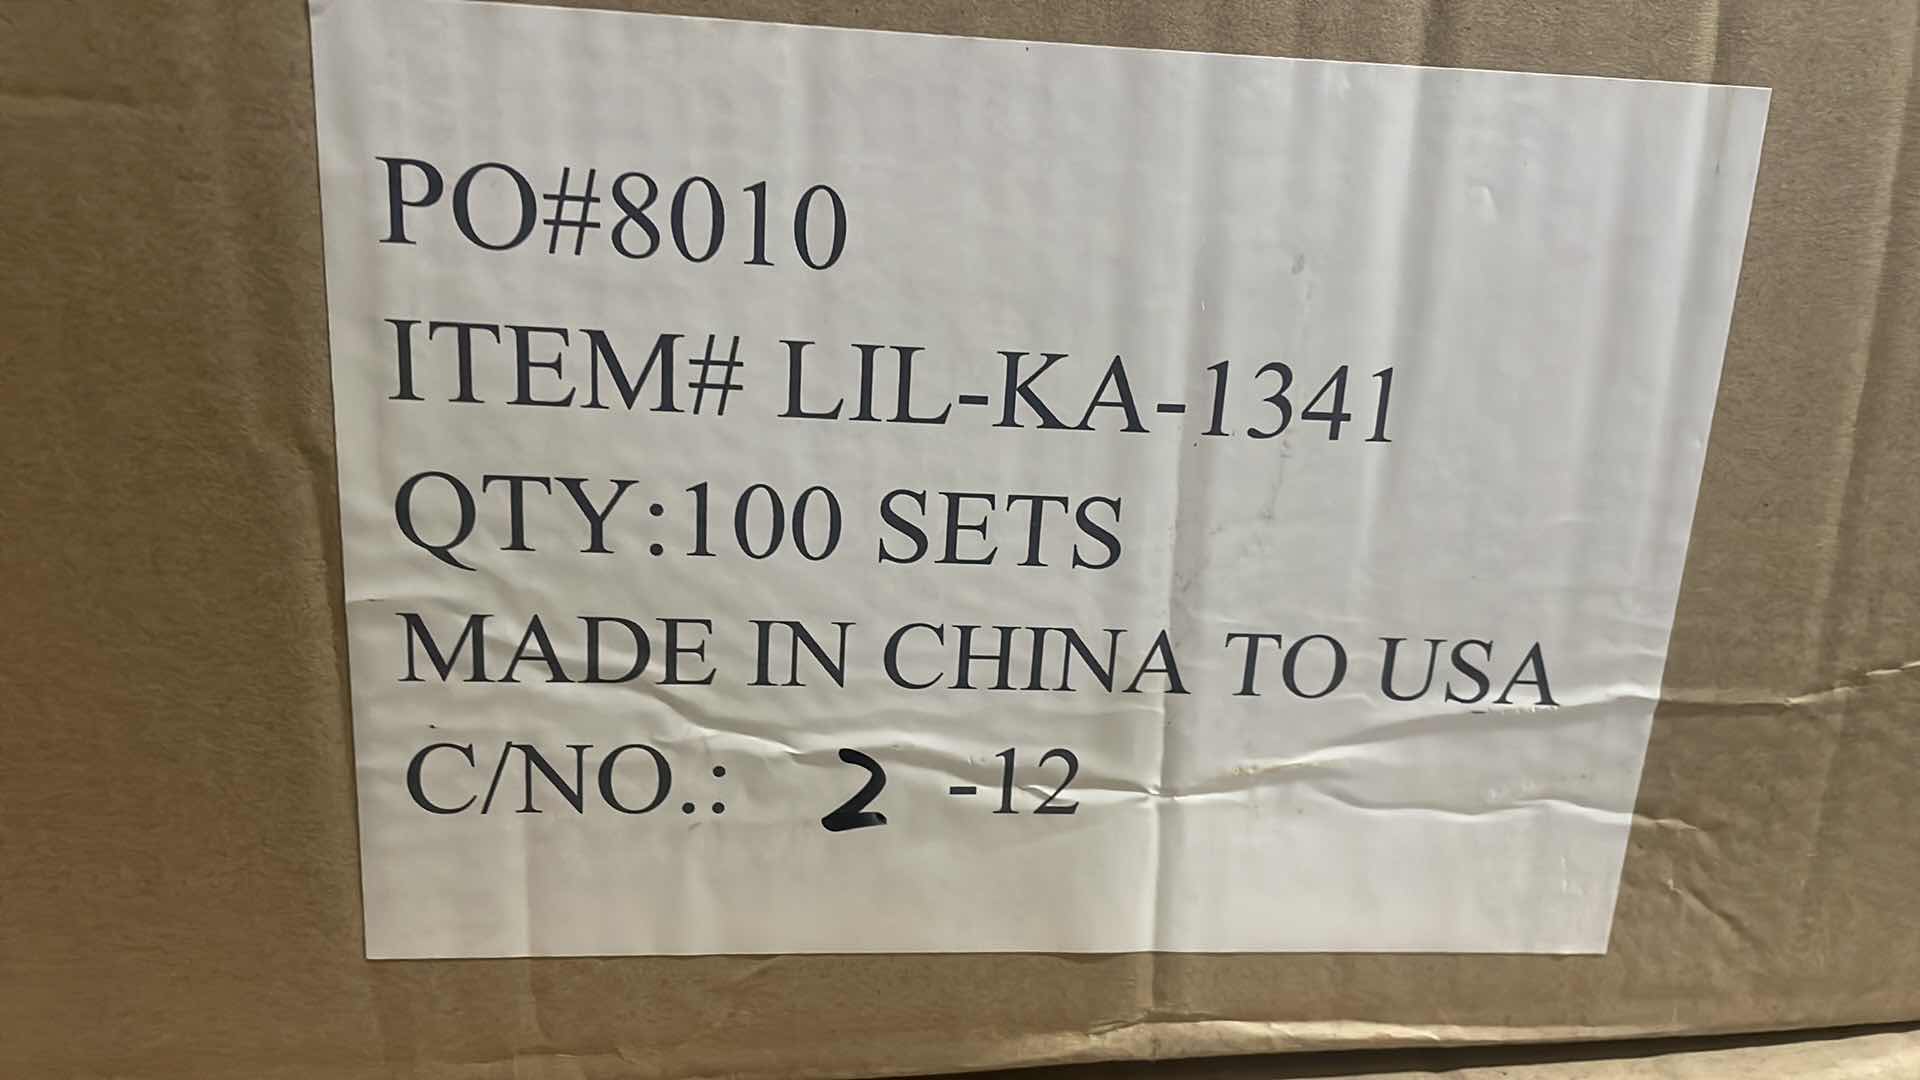 PO#8010
ITEM# LIL-KA-1341
QTY:100 SETS
MADE IN CHINA TO USA
C/NO.: 2 -12